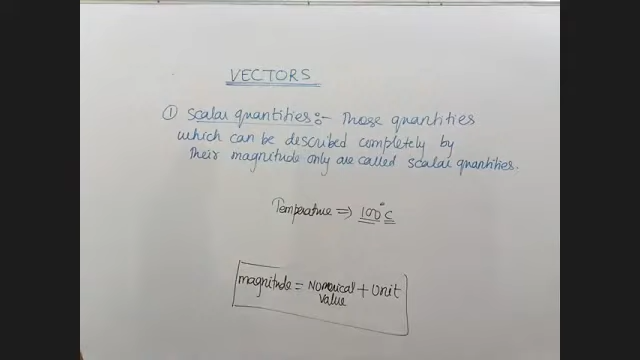 VECTORS
① Scalar quantities:- Those quantities
which can be described completely by
their magnitude only are called scalar quantities.
Temperature ⇒ 100°C
magnitude = Numerical + Unit
value